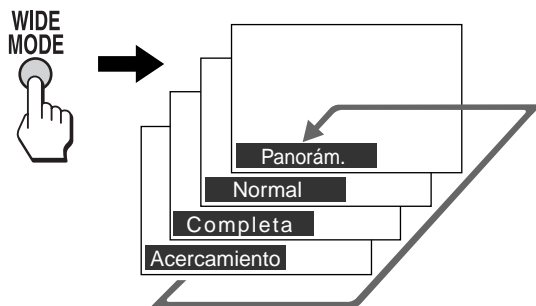 WIDE
MODE
Panorám.
Normal
Completa
Acercamiento